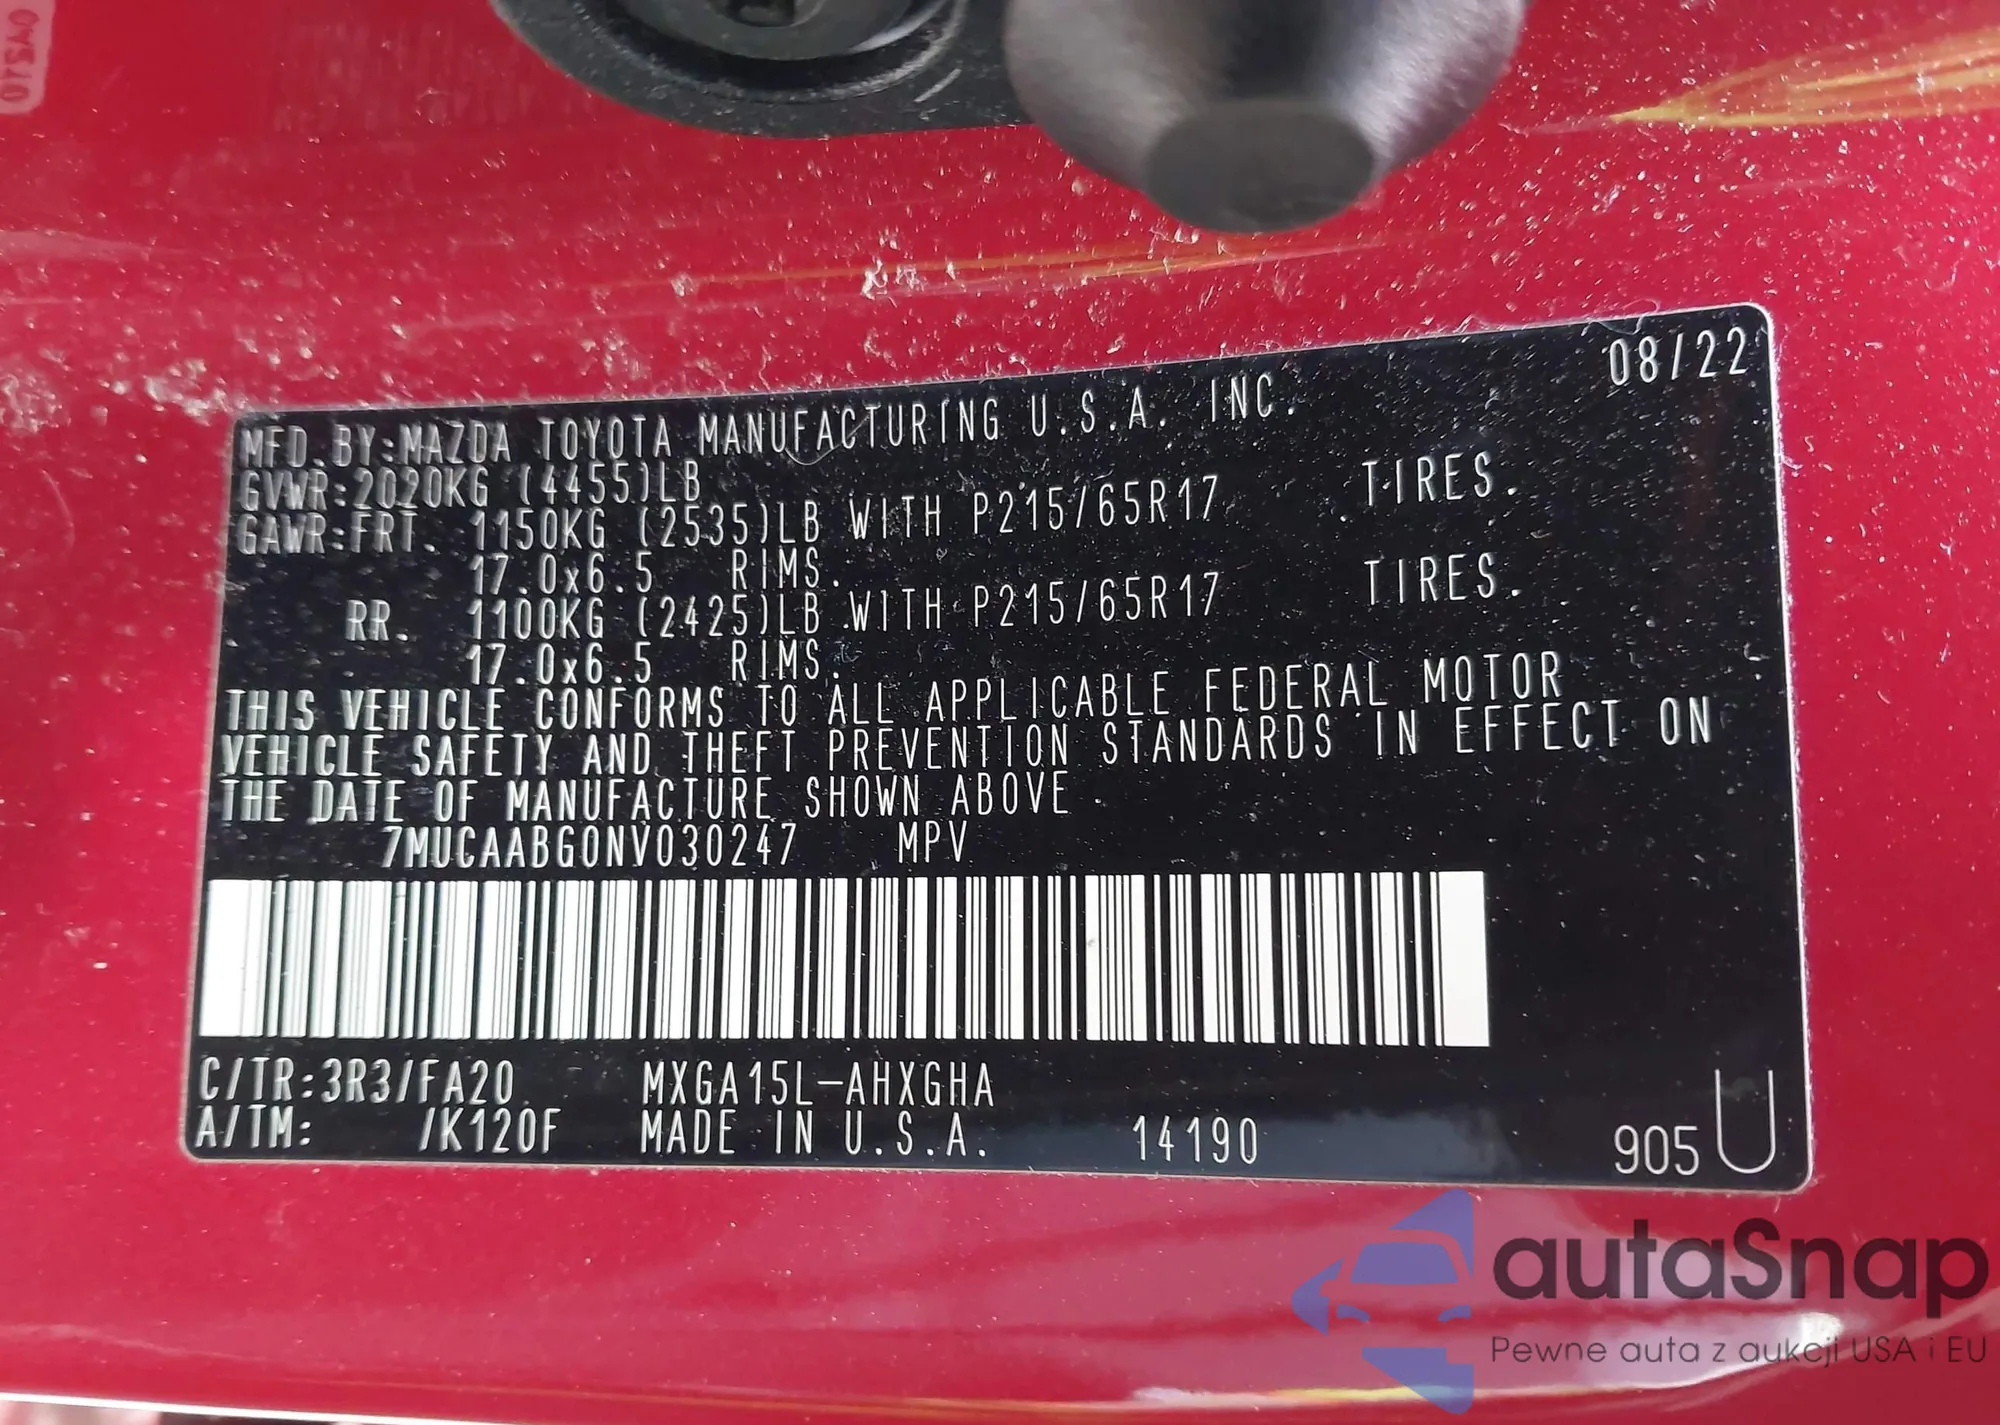 08/22
MFD. BY:MAZDA TOYOTA MANUFACTURING U.S.A. INC.
GVWR:2020KG (4455)LB
GAWR:FRT. 1150KG (2535)LB WITH P215/65R17 TIRES.
17.0x6.5 RIMS.
RR. 1100KG (2425)LB WITH P215/65R17 TIRES.
17.0x6.5 RIMS.
THIS VEHICLE CONFORMS TO ALL APPLICABLE FEDERAL MOTOR
VEHICLE SAFETY AND THEFT PREVENTION STANDARDS IN EFFECT ON
THE DATE OF MANUFACTURE SHOWN ABOVE.
7MUCAABG0NV030247 MPV
C/TR:3R3/FA20 MXGA15L-AHXGHA
A/TM: /K120F MADE IN U.S.A. 14190 905 U
autaSnap
Pewne auta z aukcji USA i EU